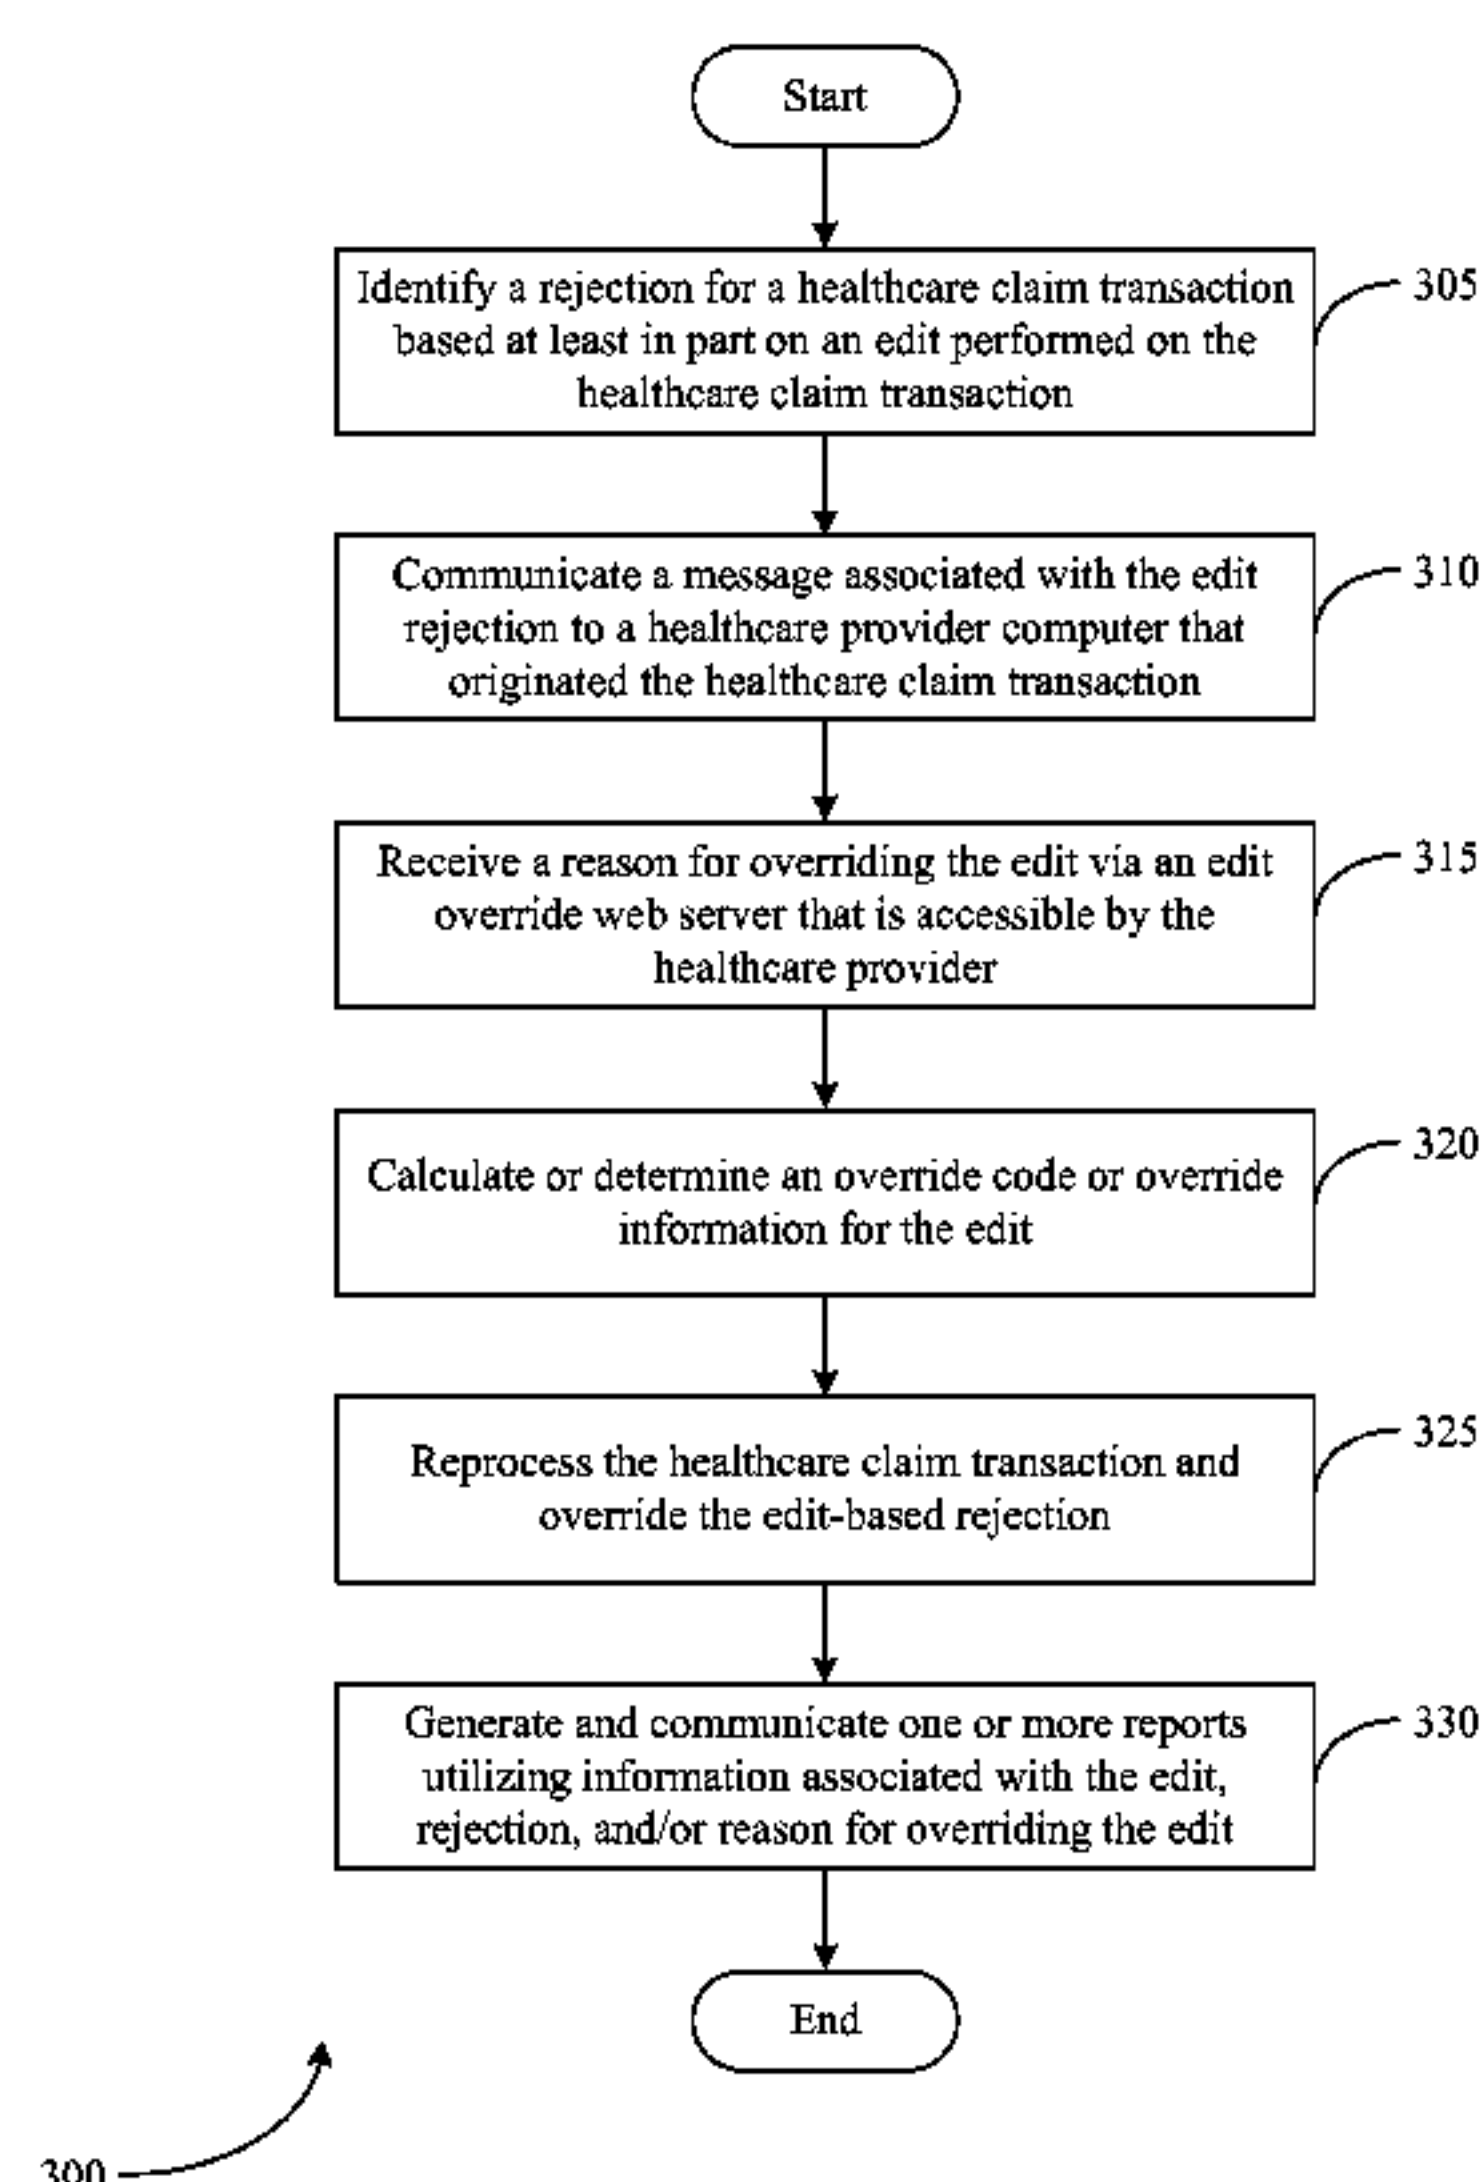 Start
Identify a rejection for a healthcare claim transaction
based at least in part on an edit performed on the
healthcare claim transaction
305
Communicate a message associated with the edit
rejection to a healthcare provider computer that
originated the healthcare claim transaction
310
Receive a reason for overriding the edit via an edit
override web server that is accessible by the
healthcare provider
315
Calculate or determine an override code or override
information for the edit
320
Reprocess the healthcare claim transaction and
override the edit-based rejection
325
Generate and communicate one or more reports
utilizing information associated with the edit,
rejection, and/or reason for overriding the edit
330
End
300